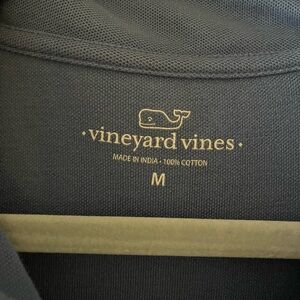 · vineyard vines ·
MADE IN INDIA · 100% COTTON
M